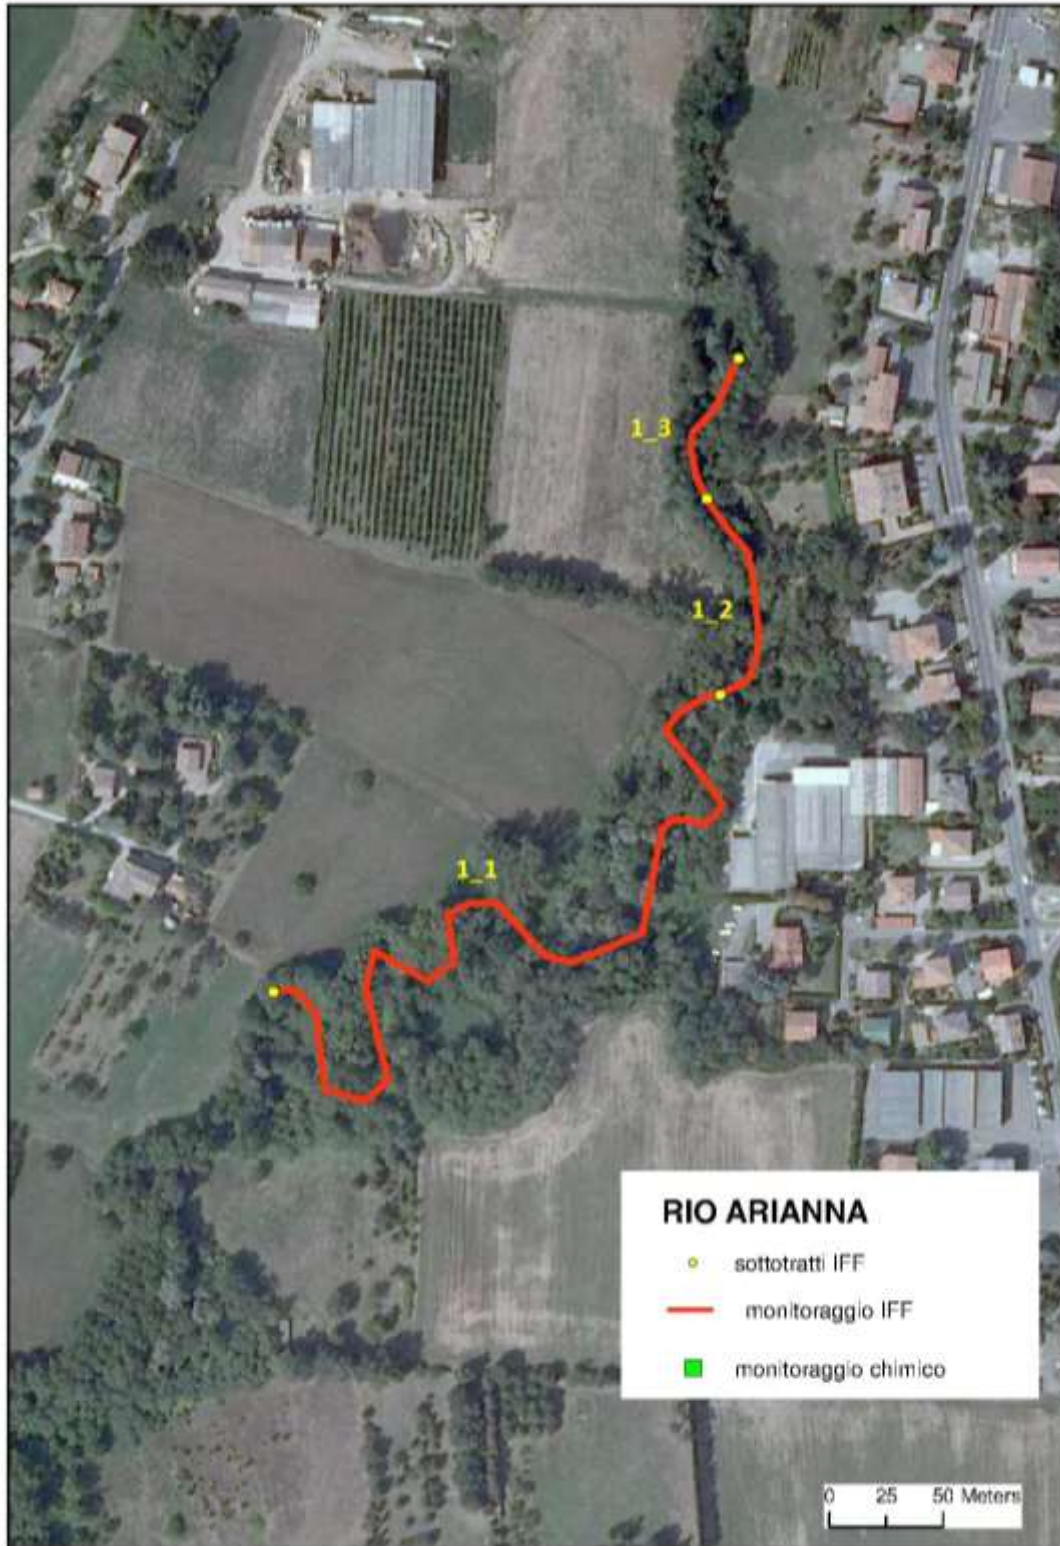 1_3
1_2
1_1
RIO ARIANNA
sottotratti IFF
monitoraggio IFF
monitoraggio chimico
0 25 50 Meters